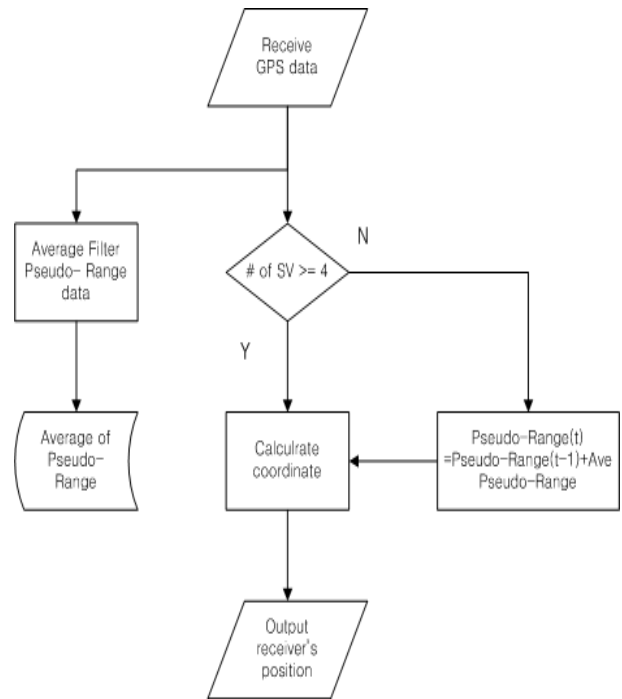 Receive
GPS data
Average Filter
Pseudo- Range
data
# of SV >= 4
N
Y
Average of
Pseudo-
Range
Calculrate
coordinate
Pseudo-Range(t)
=Pseudo-Range(t-1)+Ave
Pseudo-Range
Output
receiver's
position